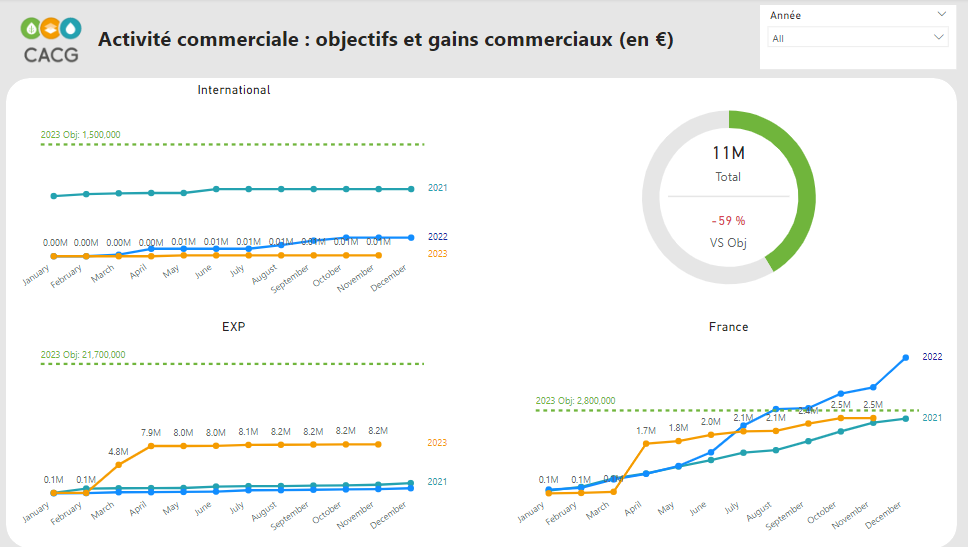 CACG
Activité commerciale : objectifs et gains commerciaux (en €)
Année
All
International
2023 Obj: 1,500,000
2021
2022
2023
0.00M 0.00M 0.00M 0.00M 0.01M 0.01M 0.01M 0.01M 0.01M 0.01M 0.01M
January February March April May June July August September October November December
11M
Total
-59 %
VS Obj
EXP
2023 Obj: 21,700,000
0.1M 0.1M 4.8M 7.9M 8.0M 8.0M 8.1M 8.2M 8.2M 8.2M 8.2M
2023
2021
January February March April May June July August September October November December
France
2023 Obj: 2,800,000
2022
2021
0.1M 0.1M 1.7M 1.8M 2.0M 2.1M 2.1M 2.4M 2.5M 2.5M
January February March April May June July August September October November December